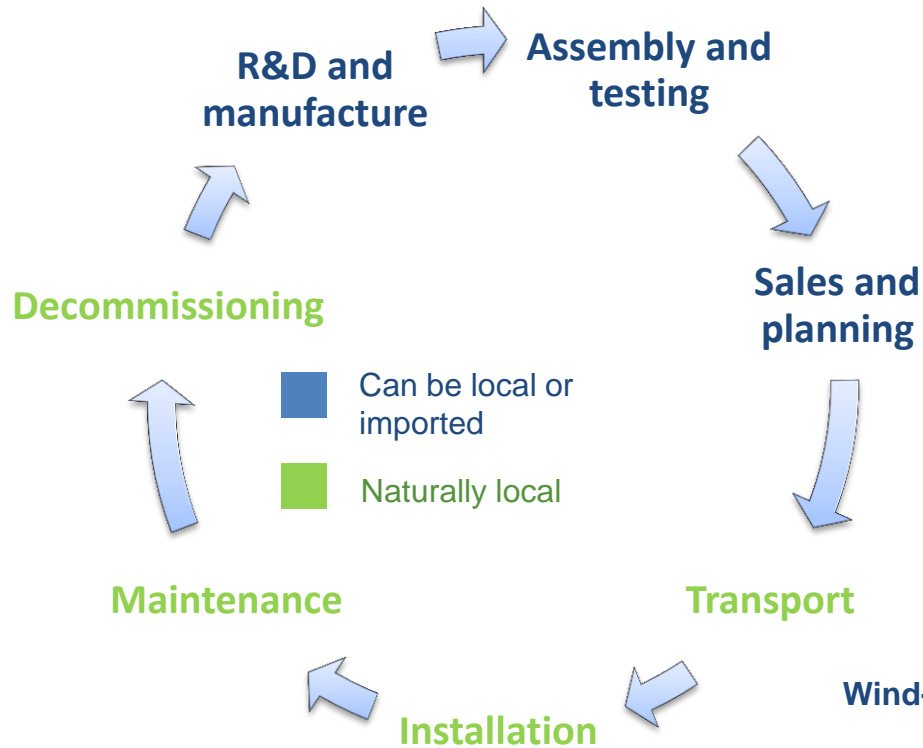 R&D and
manufacture
Assembly and
testing
Sales and
planning
Decommissioning
Can be local or
imported
Naturally local
Maintenance
Transport
Installation
Wind-